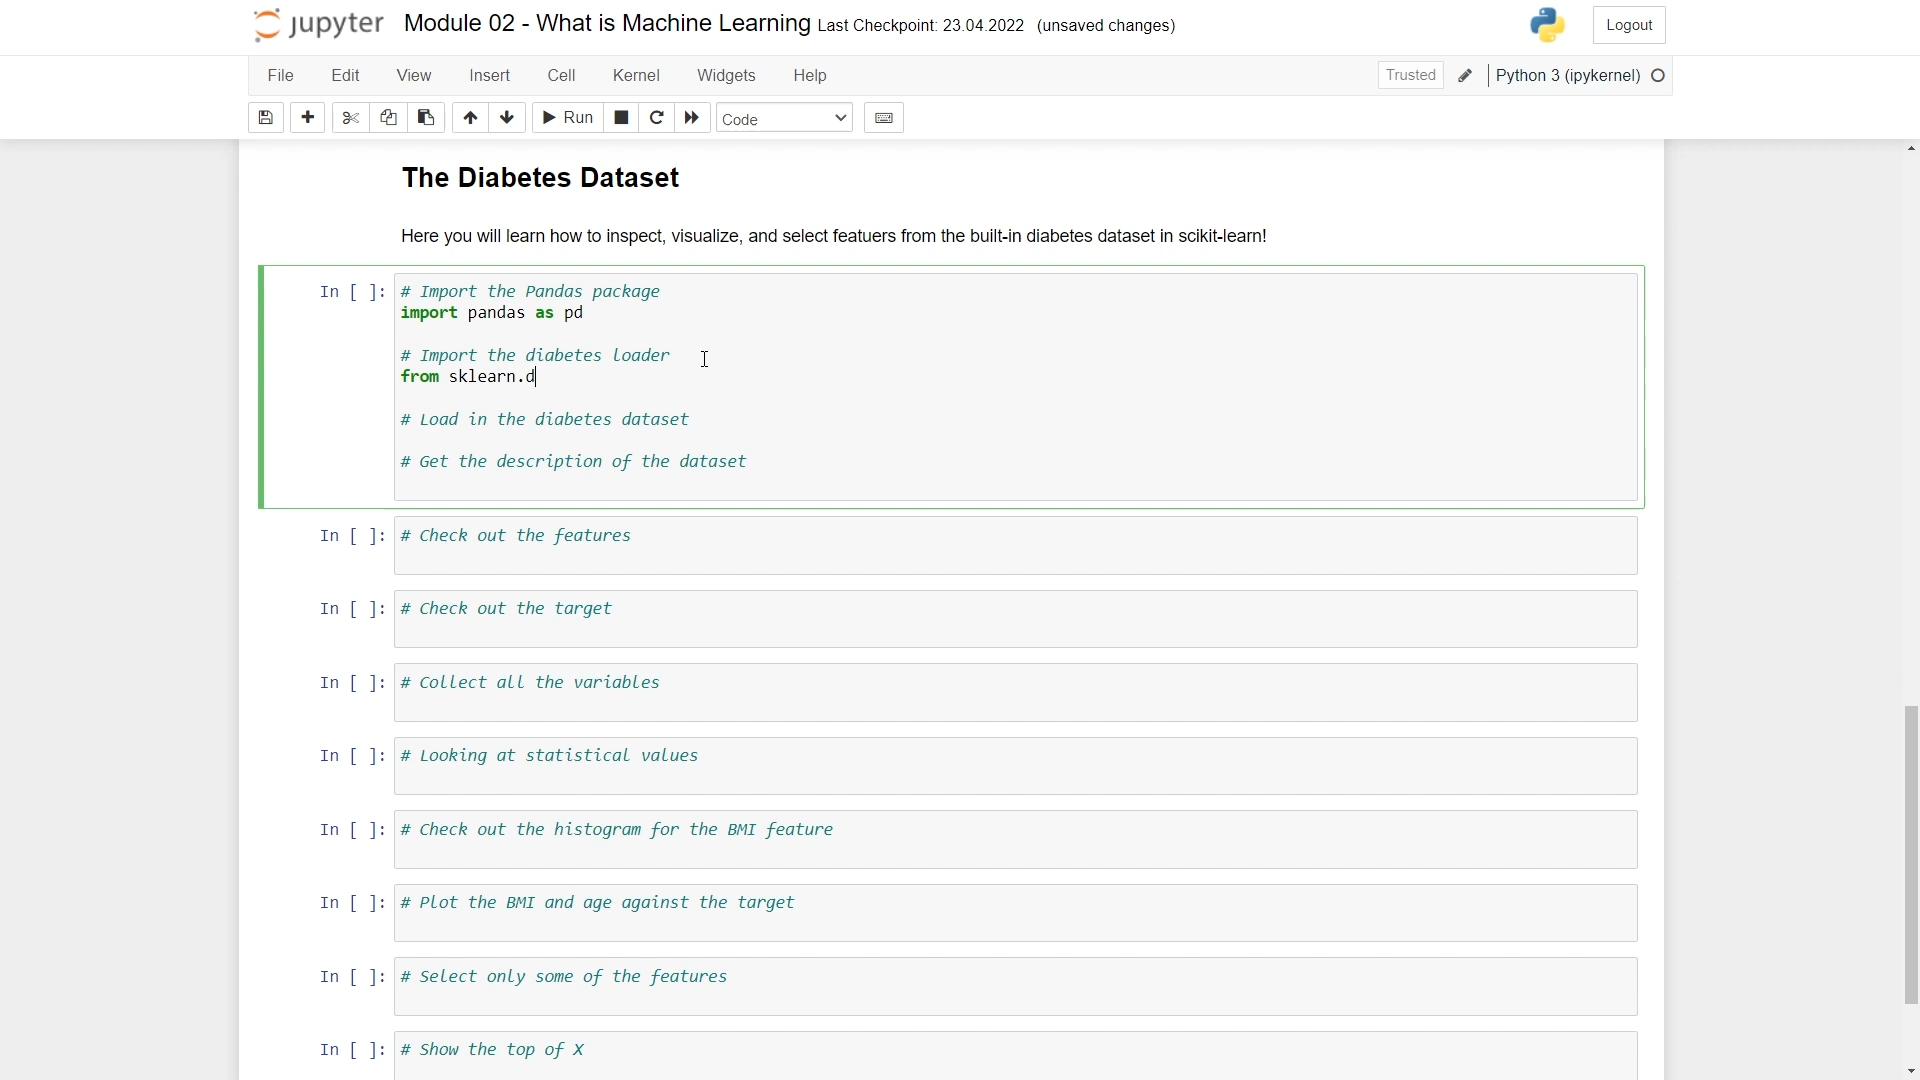 jupyter Module 02 - What is Machine Learning Last Checkpoint: 23.04.2022 (unsaved changes) Logout
File Edit View Insert Cell Kernel Widgets Help Trusted Python 3 (ipykernel)
Run Code
The Diabetes Dataset
Here you will learn how to inspect, visualize, and select featuers from the built-in diabetes dataset in scikit-learn!
In [ ]: # Import the Pandas package
import pandas as pd
# Import the diabetes loader
from sklearn.d
# Load in the diabetes dataset
# Get the description of the dataset
In [ ]: # Check out the features
In [ ]: # Check out the target
In [ ]: # Collect all the variables
In [ ]: # Looking at statistical values
In [ ]: # Check out the histogram for the BMI feature
In [ ]: # Plot the BMI and age against the target
In [ ]: # Select only some of the features
In [ ]: # Show the top of X